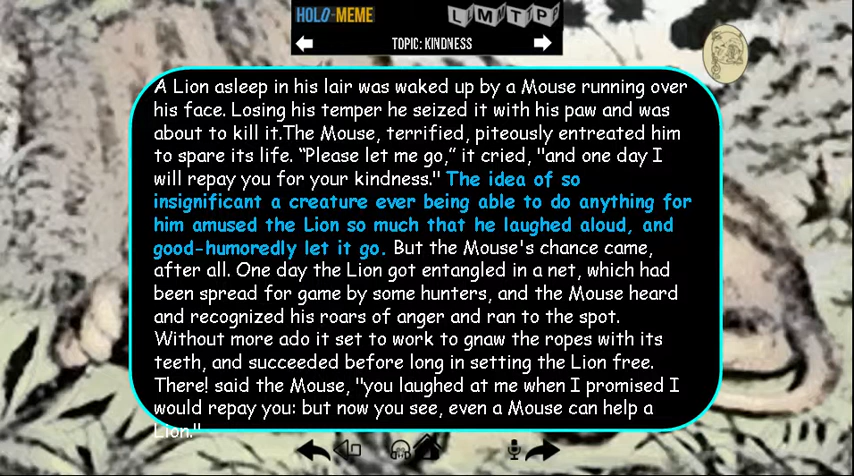 HOLO-MEME
LIMNTIPP
TOPIC: KINDNESS
A Lion asleep in his lair was waked up by a Mouse running over
his face. Losing his temper he seized it with his paw and was
about to kill it.The Mouse, terrified, piteously entreated him
to spare its life. “Please let me go,” it cried, "and one day I
will repay you for your kindness." The idea of so
insignificant a creature ever being able to do anything for
him amused the Lion so much that he laughed aloud, and
good-humoredly let it go. But the Mouse's chance came,
after all. One day the Lion got entangled in a net, which had
been spread for game by some hunters, and the Mouse heard
and recognized his roars of anger and ran to the spot.
Without more ado it set to work to gnaw the ropes with its
teeth, and succeeded before long in setting the Lion free.
There! said the Mouse, "you laughed at me when I promised I
would repay you: but now you see, even a Mouse can help a
Lion."